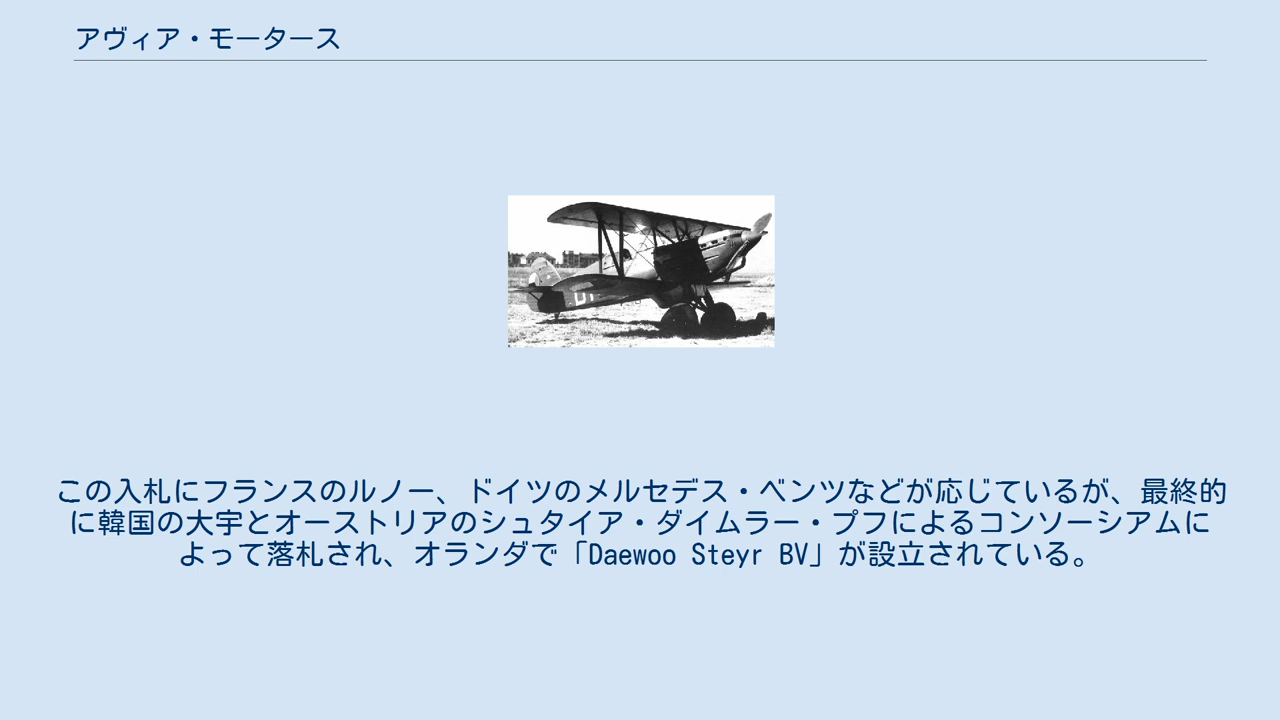 アヴィア・モータース
この入札にフランスのルノー、ドイツのメルセデス・ベンツなどが応じているが、最終的
に韓国の大宇とオーストリアのシュタイア・ダイムラー・プフによるコンソーシアムに
よって落札され、オランダで「Daewoo Steyr BV」が設立されている。